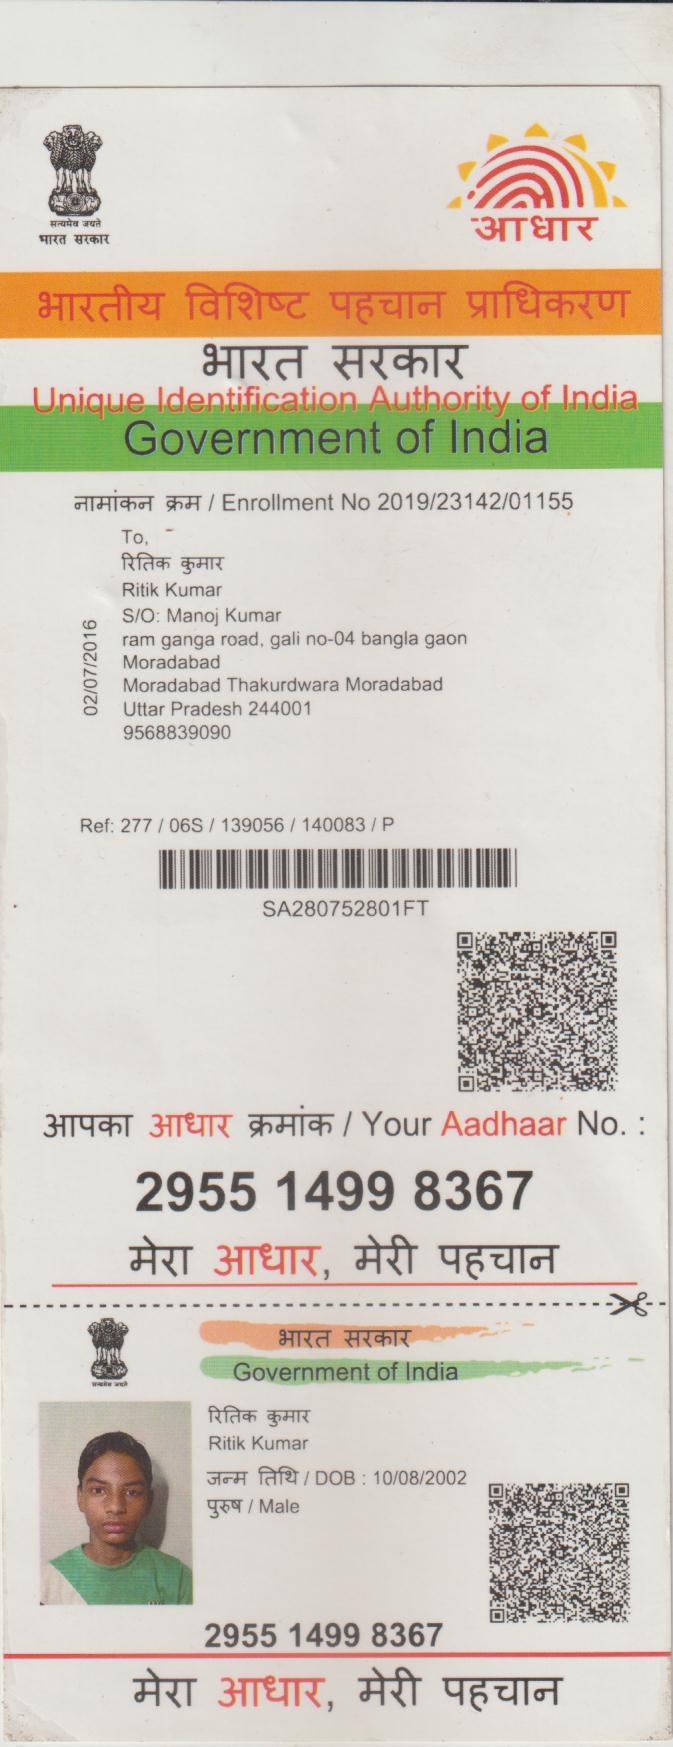 सत्यमेव जयते
भारत सरकार
आधार
भारतीय विशिष्ट पहचान प्राधिकरण
भारत सरकार
Unique Identification Authority of India
Government of India
नामांकन क्रम / Enrollment No 2019/23142/01155
To,
रितिक कुमार
Ritik Kumar
S/O: Manoj Kumar
ram ganga road, gali no-04 bangla gaon
Moradabad
Moradabad Thakurdwara Moradabad
Uttar Pradesh 244001
9568839090
02/07/2016
Ref: 277 / 06S / 139056 / 140083 / P
SA280752801FT
आपका आधार क्रमांक / Your Aadhaar No. :
2955 1499 8367
मेरा आधार, मेरी पहचान
सत्यमेव जयते
भारत सरकार
Government of India
रितिक कुमार
Ritik Kumar
जन्म तिथि / DOB : 10/08/2002
पुरुष / Male
2955 1499 8367
मेरा आधार, मेरी पहचान